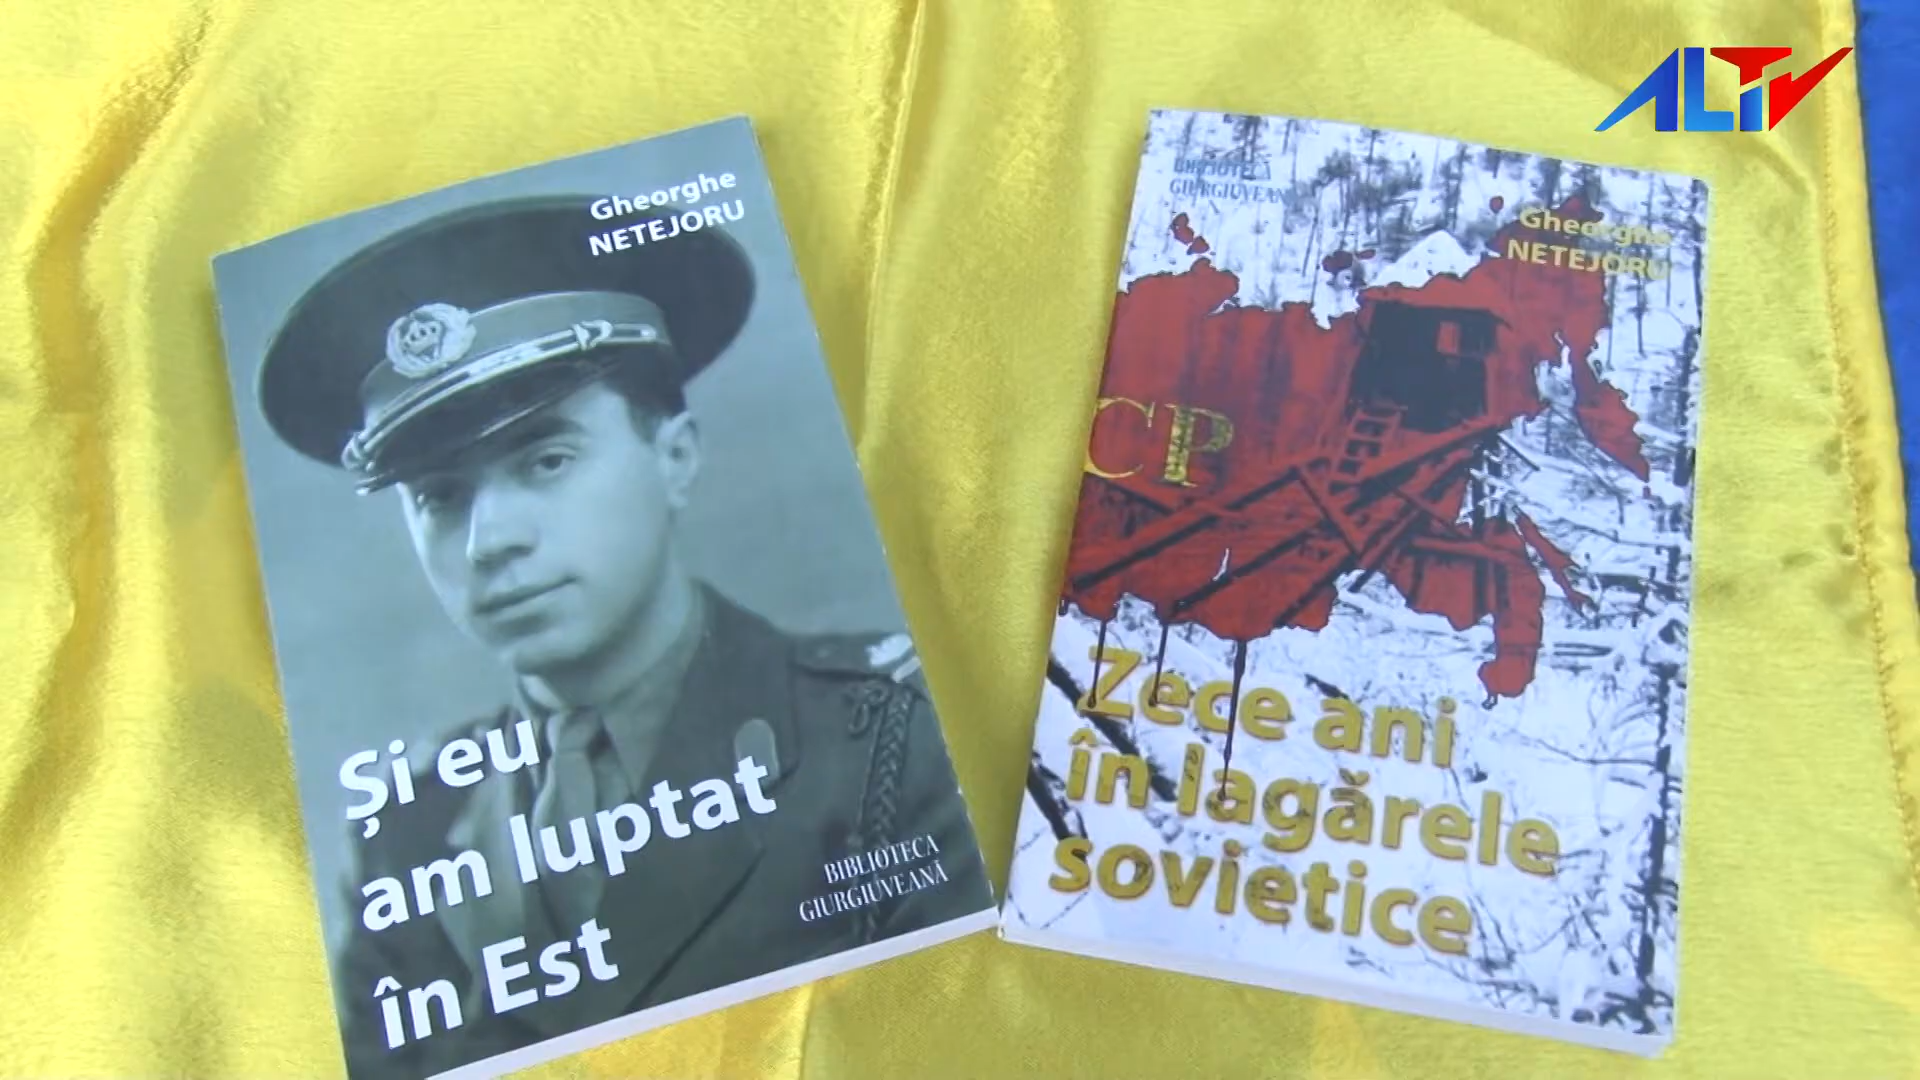 ALTV
Gheorghe
NETEJORU
Și eu
am luptat
în Est
BIBLIOTECA
GIURGIUVEANĂ
BIBLIOTECA
GIURGIUVEAN
Gheorghe
NETEJORU
CP
Zece ani
în lagărele
sovietice